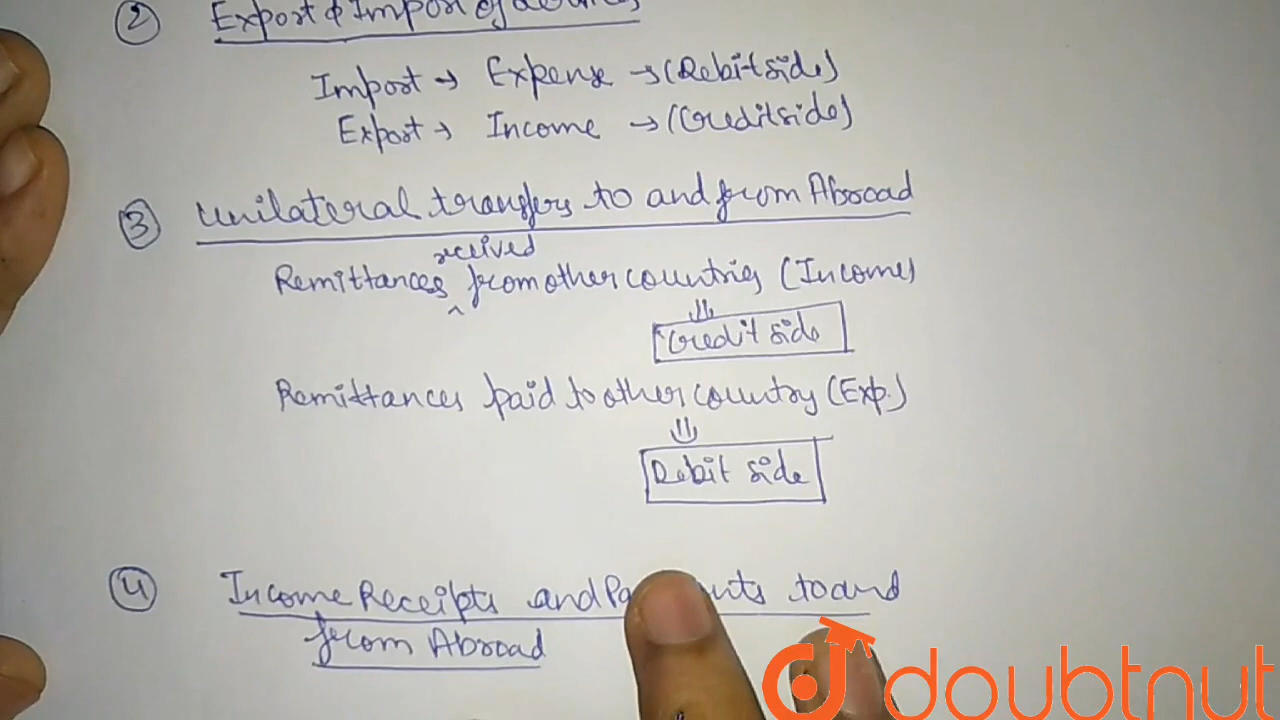 ② Export & Import of
Import → Expense → (Debit side)
Export → Income → (Credit side)
③ Unilateral transfers to and from Abroad
received
Remittances ^ from other countries (Income)
⇓
Credit side
Remittances paid to other country (Exp.)
⇓
Debit side
④ Income Receipts and to and
from Abroad
doubtnut